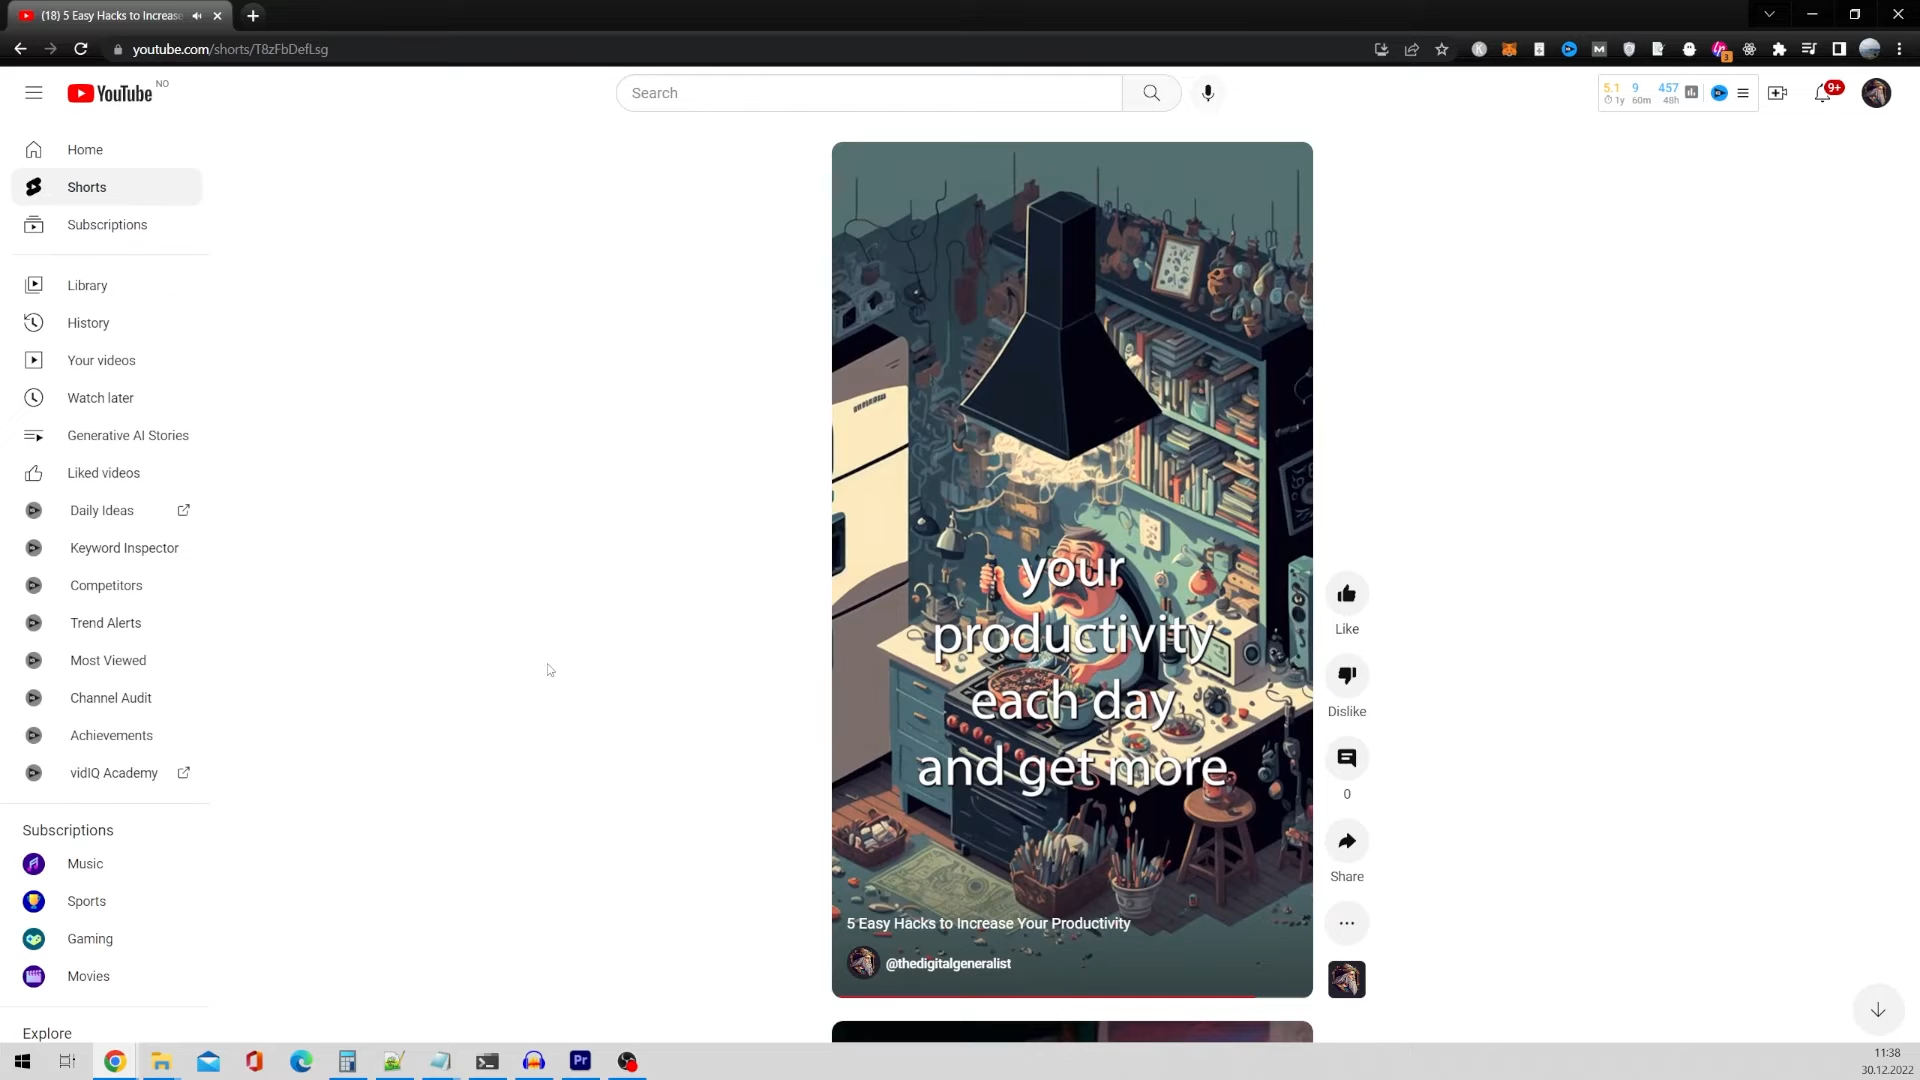 (18) 5 Easy Hacks to Increase
youtube.com/shorts/T8zFbDefLsg
3
YouTube NO
Search
5.1 9 457
1y 60m 48h
9+
Home
Shorts
Subscriptions
Library
History
Your videos
Watch later
Generative AI Stories
Liked videos
Daily Ideas
Keyword Inspector
Competitors
Trend Alerts
Most Viewed
Channel Audit
Achievements
vidIQ Academy
Subscriptions
Music
Sports
Gaming
Movies
Explore
your
productivity
each day
and get more
5 Easy Hacks to Increase Your Productivity
@thedigitalgeneralist
Like
Dislike
0
Share
Pr
11:38
30.12.2022